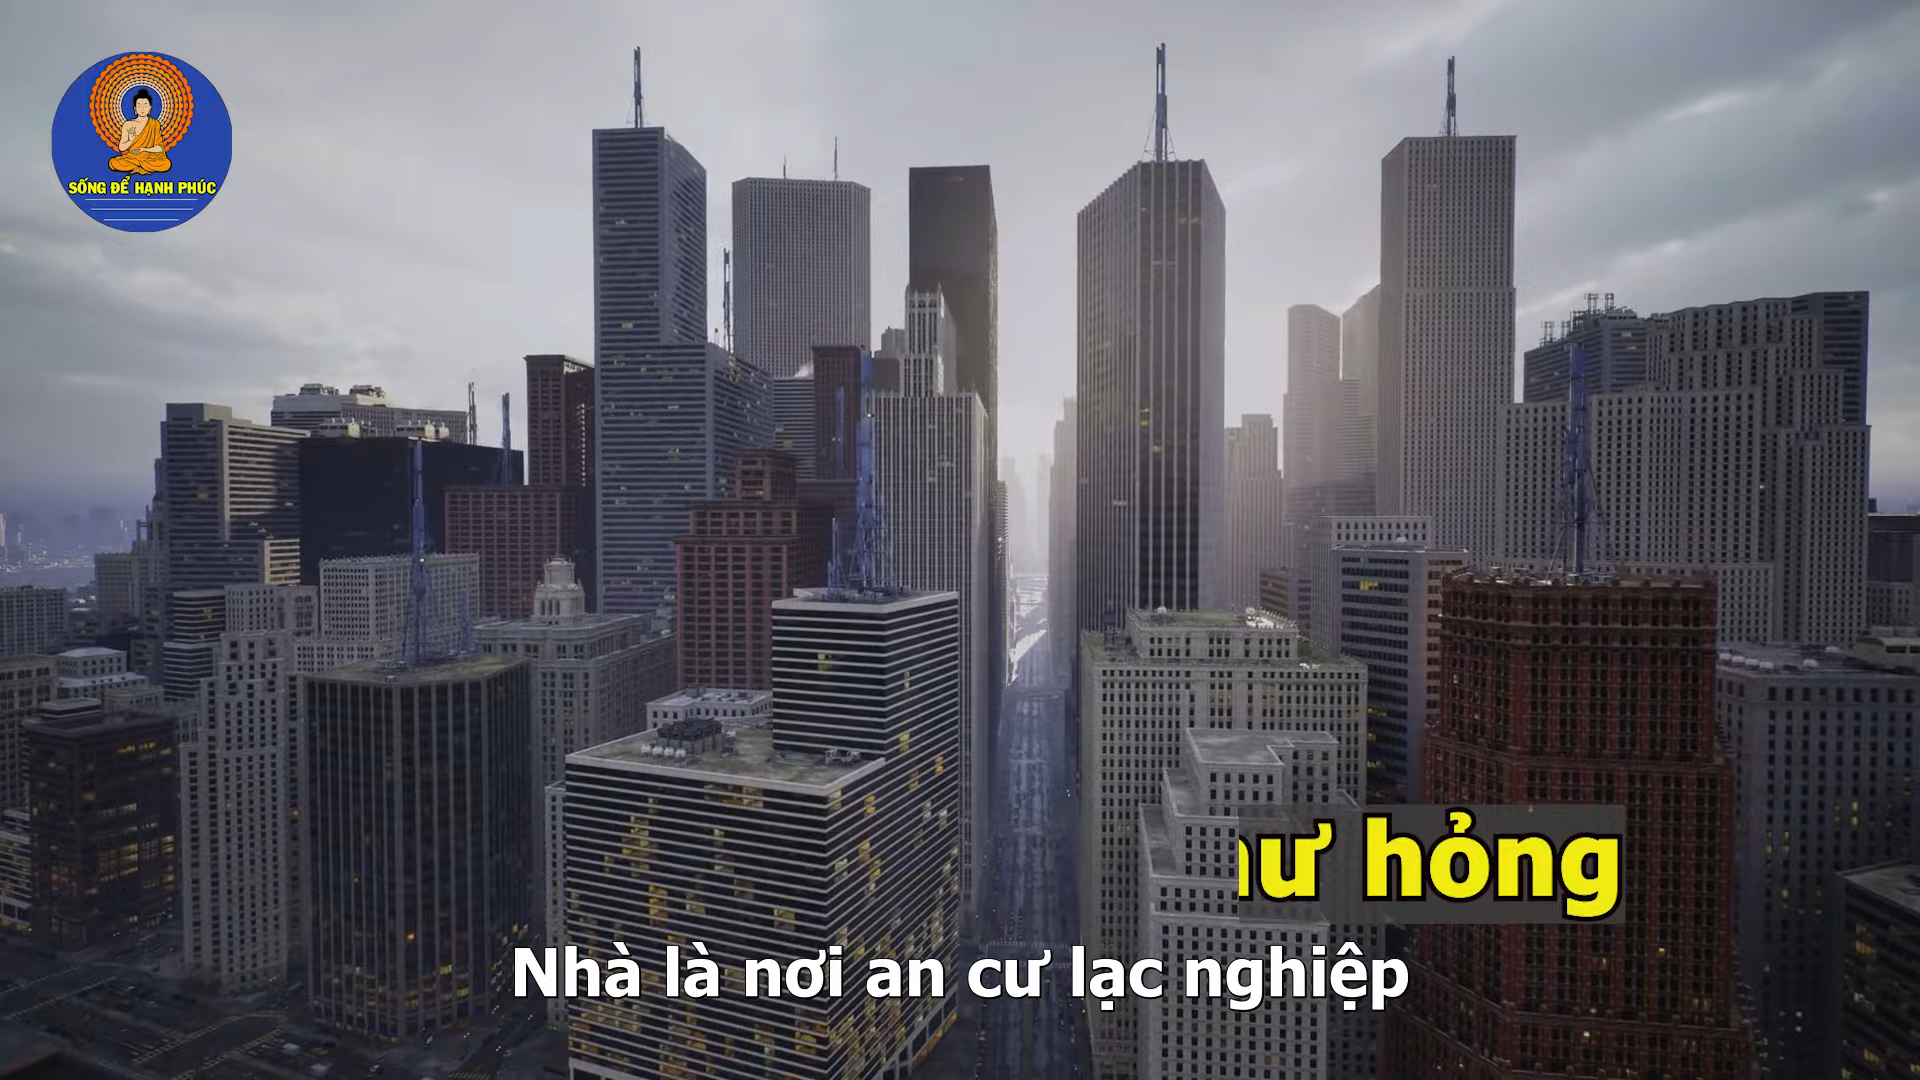 SỐNG ĐỂ HẠNH PHÚC
hỏng
Nhà là nơi an cư lạc nghiệp